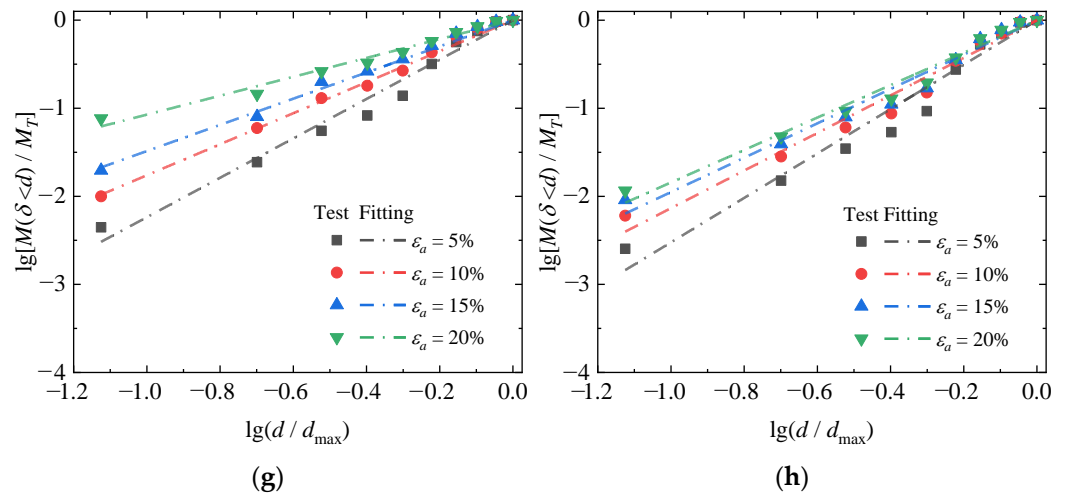 0
−1
−2
−3
−4
lg[M(δ<d) / M_T]
Test Fitting
ε_a = 5%
ε_a = 10%
ε_a = 15%
ε_a = 20%
−1.2 −1.0 −0.8 −0.6 −0.4 −0.2 0.0
lg(d / d_max)
(g)
0
−1
−2
−3
−4
lg[M(δ<d) / M_T]
Test Fitting
ε_a = 5%
ε_a = 10%
ε_a = 15%
ε_a = 20%
−1.2 −1.0 −0.8 −0.6 −0.4 −0.2 0.0
lg(d / d_max)
(h)